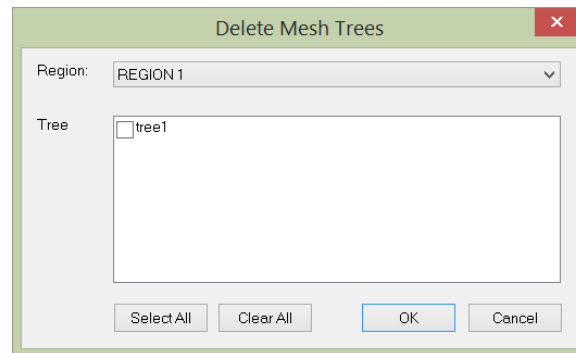 Delete Mesh Trees
Region:
REGION 1
Tree
tree1
Select All
Clear All
OK
Cancel